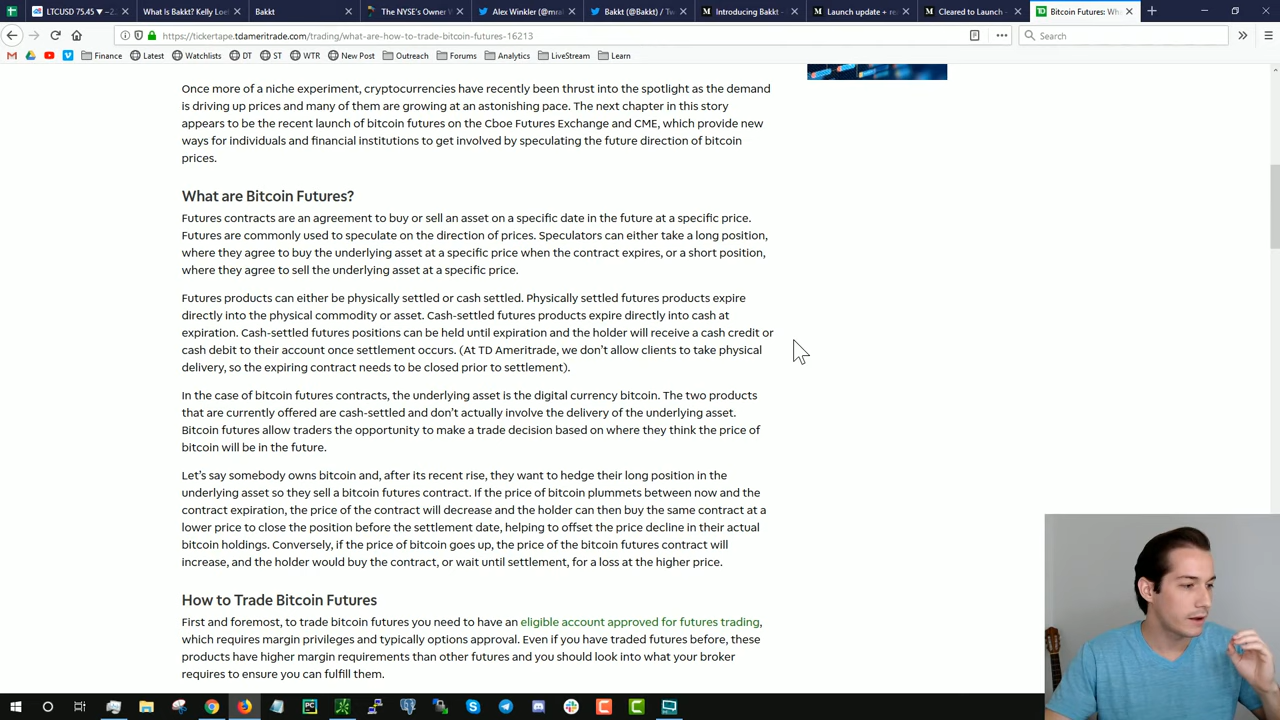 LTCUSD 75.45 ▼ −2.
What Is Bakkt? Kelly Loef
Bakkt
The NYSE's Owner W
Alex Winkler (@mral
Bakkt (@Bakkt) / Tw
Introducing Bakkt -
Launch update + rea
Cleared to Launch -
Bitcoin Futures: Wh
https://tickertape.tdameritrade.com/trading/what-are-how-to-trade-bitcoin-futures-16213
Search
Finance
Latest
Watchlists
DT
ST
WTR
New Post
Outreach
Forums
Analytics
LiveStream
Learn
Once more of a niche experiment, cryptocurrencies have recently been thrust into the spotlight as the demand
is driving up prices and many of them are growing at an astonishing pace. The next chapter in this story
appears to be the recent launch of bitcoin futures on the Cboe Futures Exchange and CME, which provide new
ways for individuals and financial institutions to get involved by speculating the future direction of bitcoin
prices.
What are Bitcoin Futures?
Futures contracts are an agreement to buy or sell an asset on a specific date in the future at a specific price.
Futures are commonly used to speculate on the direction of prices. Speculators can either take a long position,
where they agree to buy the underlying asset at a specific price when the contract expires, or a short position,
where they agree to sell the underlying asset at a specific price.
Futures products can either be physically settled or cash settled. Physically settled futures products expire
directly into the physical commodity or asset. Cash-settled futures products expire directly into cash at
expiration. Cash-settled futures positions can be held until expiration and the holder will receive a cash credit or
cash debit to their account once settlement occurs. (At TD Ameritrade, we don't allow clients to take physical
delivery, so the expiring contract needs to be closed prior to settlement).
In the case of bitcoin futures contracts, the underlying asset is the digital currency bitcoin. The two products
that are currently offered are cash-settled and don't actually involve the delivery of the underlying asset.
Bitcoin futures allow traders the opportunity to make a trade decision based on where they think the price of
bitcoin will be in the future.
Let's say somebody owns bitcoin and, after its recent rise, they want to hedge their long position in the
underlying asset so they sell a bitcoin futures contract. If the price of bitcoin plummets between now and the
contract expiration, the price of the contract will decrease and the holder can then buy the same contract at a
lower price to close the position before the settlement date, helping to offset the price decline in their actual
bitcoin holdings. Conversely, if the price of bitcoin goes up, the price of the bitcoin futures contract will
increase, and the holder would buy the contract, or wait until settlement, for a loss at the higher price.
How to Trade Bitcoin Futures
First and foremost, to trade bitcoin futures you need to have an eligible account approved for futures trading,
which requires margin privileges and typically options approval. Even if you have traded futures before, these
products have higher margin requirements than other futures and you should look into what your broker
requires to ensure you can fulfill them.